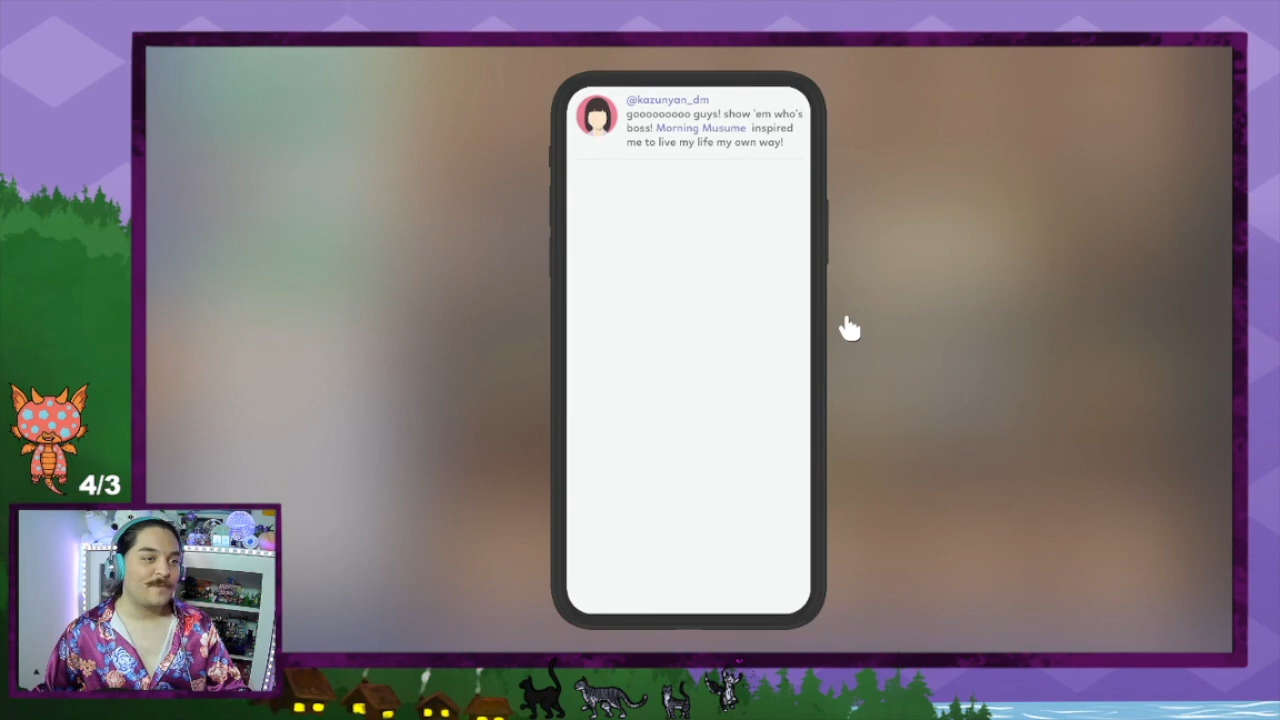 @kazunyan_dm
gooooooooo guys! show 'em who's
boss! Morning Musume inspired
me to live my life my own way!
4/3